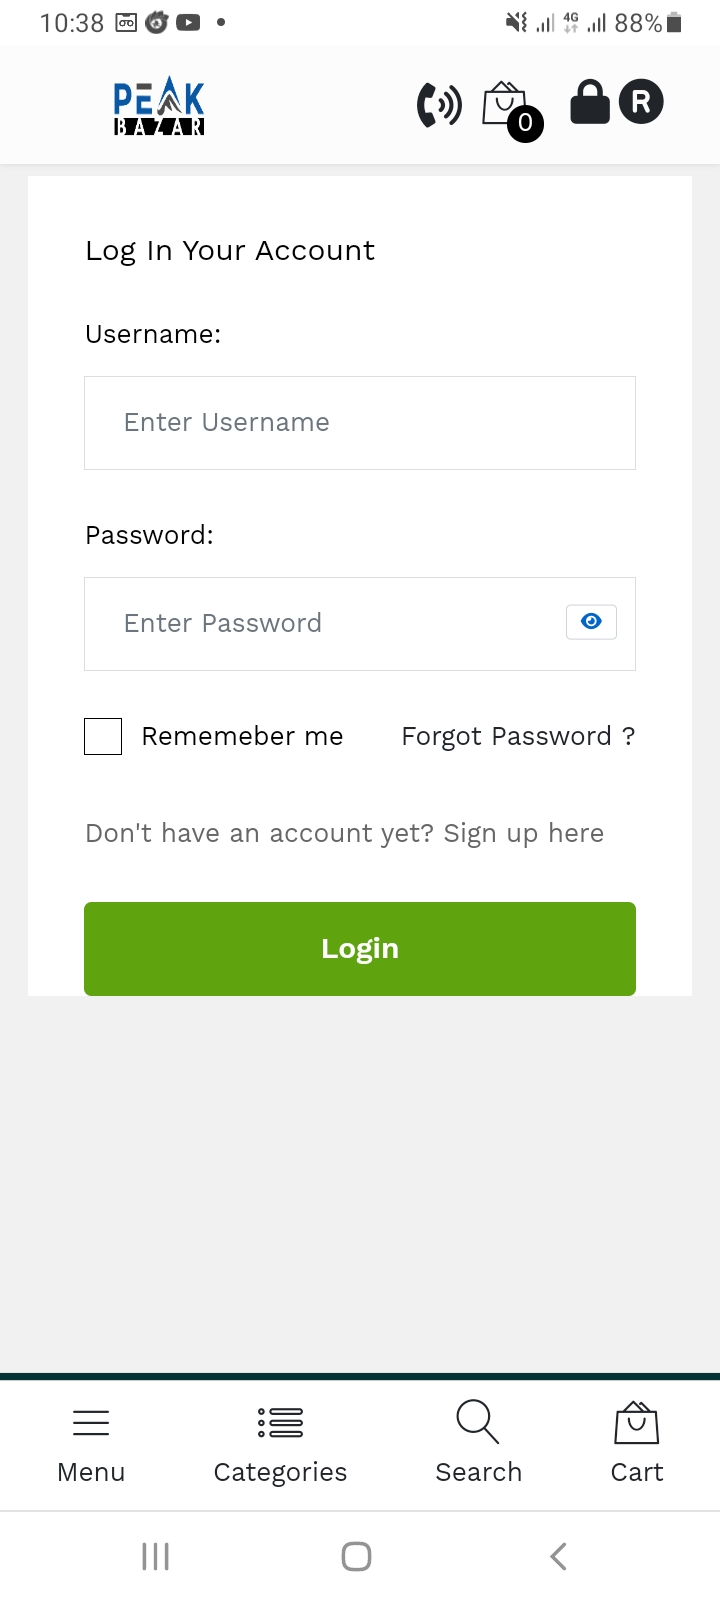 10:38 4G 88%
PEAK
BAZAR
0
R
Log In Your Account
Username:
Enter Username
Password:
Enter Password
Rememeber me Forgot Password ?
Don't have an account yet? Sign up here
Login
Menu Categories Search Cart